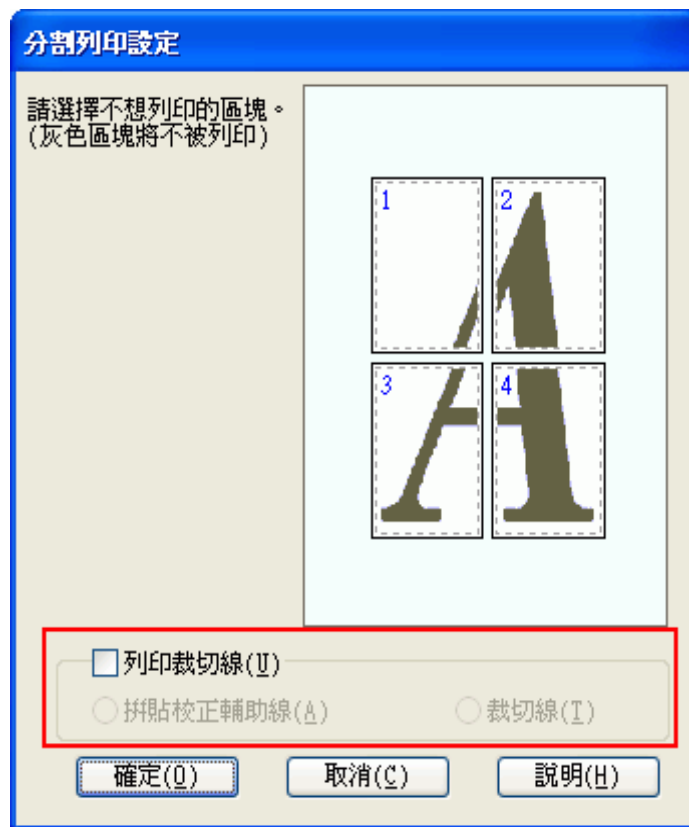 分割列印設定
請選擇不想列印的區塊。
(灰色區塊將不被列印)
1
2
3
4
列印裁切線(U)
拼貼校正輔助線(A)
裁切線(I)
確定(O)
取消(C)
說明(H)